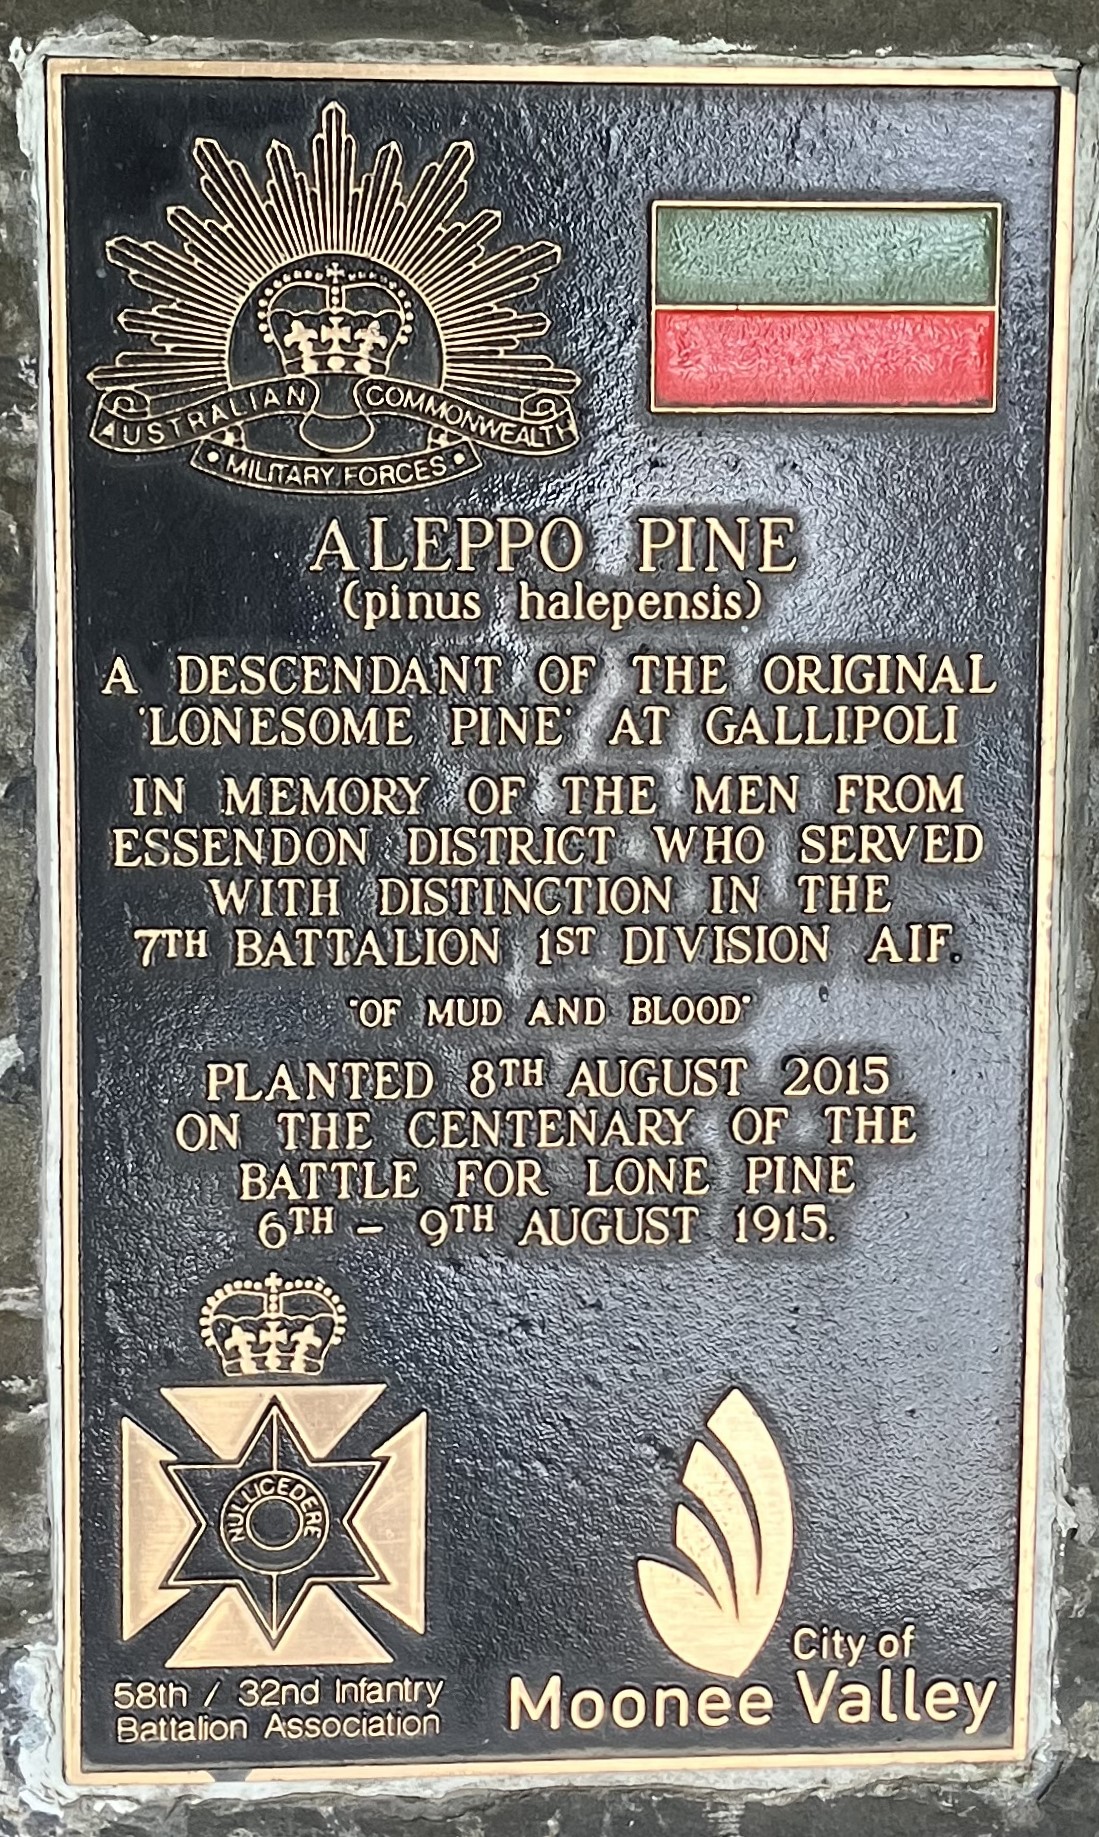 AUSTRALIAN COMMONWEALTH
• MILITARY FORCES •
ALEPPO PINE
(pinus halepensis)
A DESCENDANT OF THE ORIGINAL
'LONESOME PINE' AT GALLIPOLI
IN MEMORY OF THE MEN FROM
ESSENDON DISTRICT WHO SERVED
WITH DISTINCTION IN THE
7TH BATTALION 1ST DIVISION AIF.
"OF MUD AND BLOOD"
PLANTED 8TH AUGUST 2015
ON THE CENTENARY OF THE
BATTLE FOR LONE PINE
6TH - 9TH AUGUST 1915.
NULLI CEDERE
58th / 32nd Infantry
Battalion Association
City of
Moonee Valley